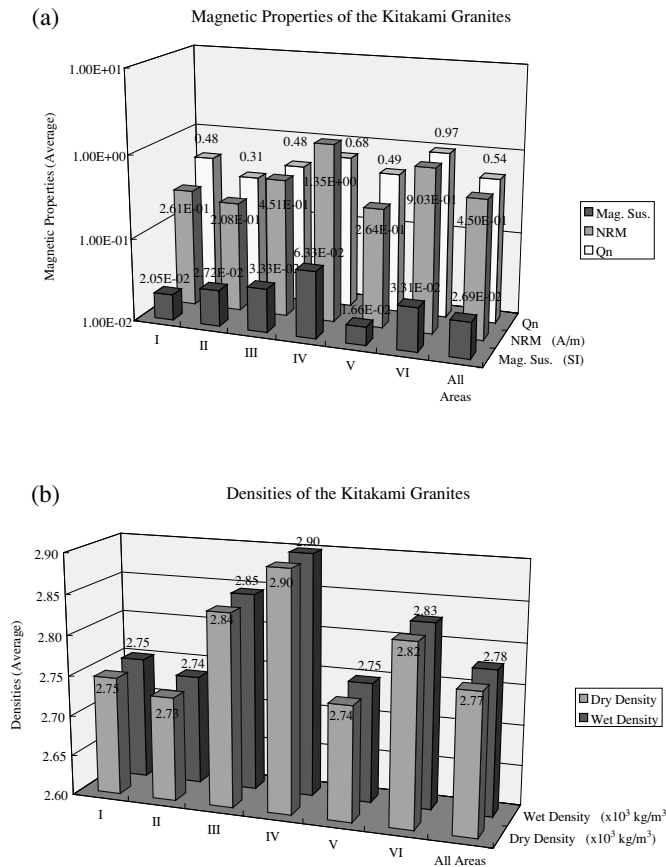 (a)
Magnetic Properties of the Kitakami Granites
Magnetic Properties (Average)
1.00E+01
1.00E+00
1.00E-01
1.00E-02
0.48
0.31
0.48
0.68
0.49
0.97
0.54
2.61E-01
2.08E-01
4.51E-01
1.35E+00
2.64E-01
9.03E-01
4.50E-01
2.05E-02
2.72E-02
3.33E-02
6.33E-02
1.66E-02
3.31E-02
2.69E-02
I
II
III
IV
V
VI
All
Areas
Qn
NRM (A/m)
Mag. Sus. (SI)
Mag. Sus.
NRM
Qn
(b)
Densities of the Kitakami Granites
Densities (Average)
2.90
2.85
2.80
2.75
2.70
2.65
2.60
2.75
2.74
2.85
2.90
2.75
2.83
2.78
2.75
2.73
2.84
2.90
2.74
2.82
2.77
I
II
III
IV
V
VI
All Areas
Wet Density (x10³ kg/m³
Dry Density (x10³ kg/m³)
Dry Density
Wet Density